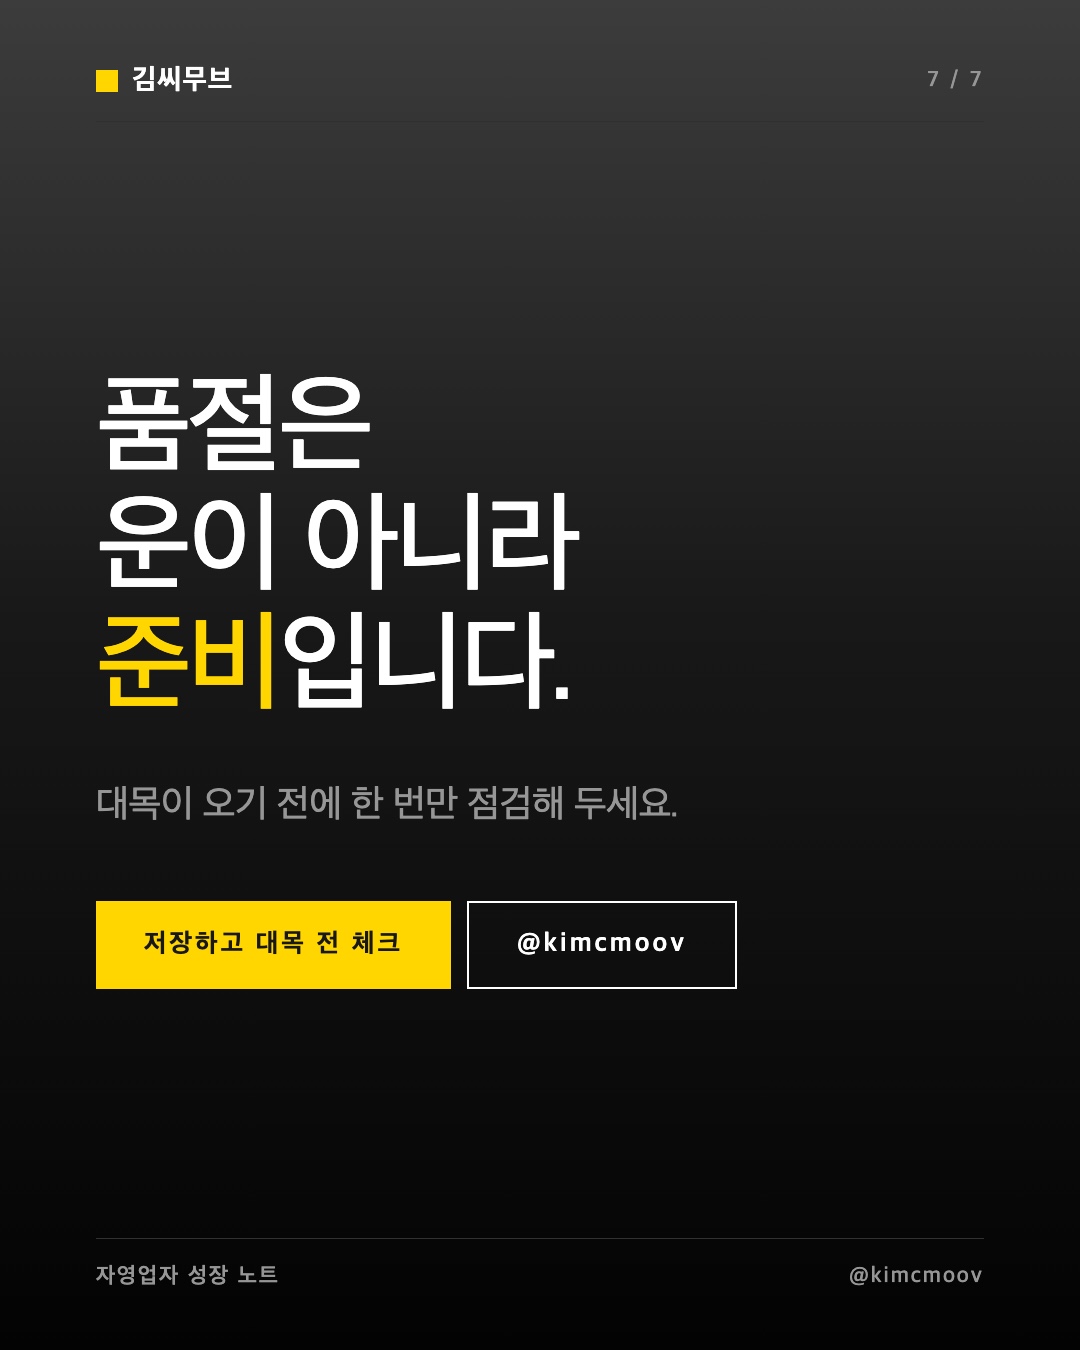 김씨무브
7 / 7
품절은
운이 아니라
준비입니다.
대목이 오기 전에 한 번만 점검해 두세요.
저장하고 대목 전 체크
@kimcmoov
자영업자 성장 노트
@kimcmoov